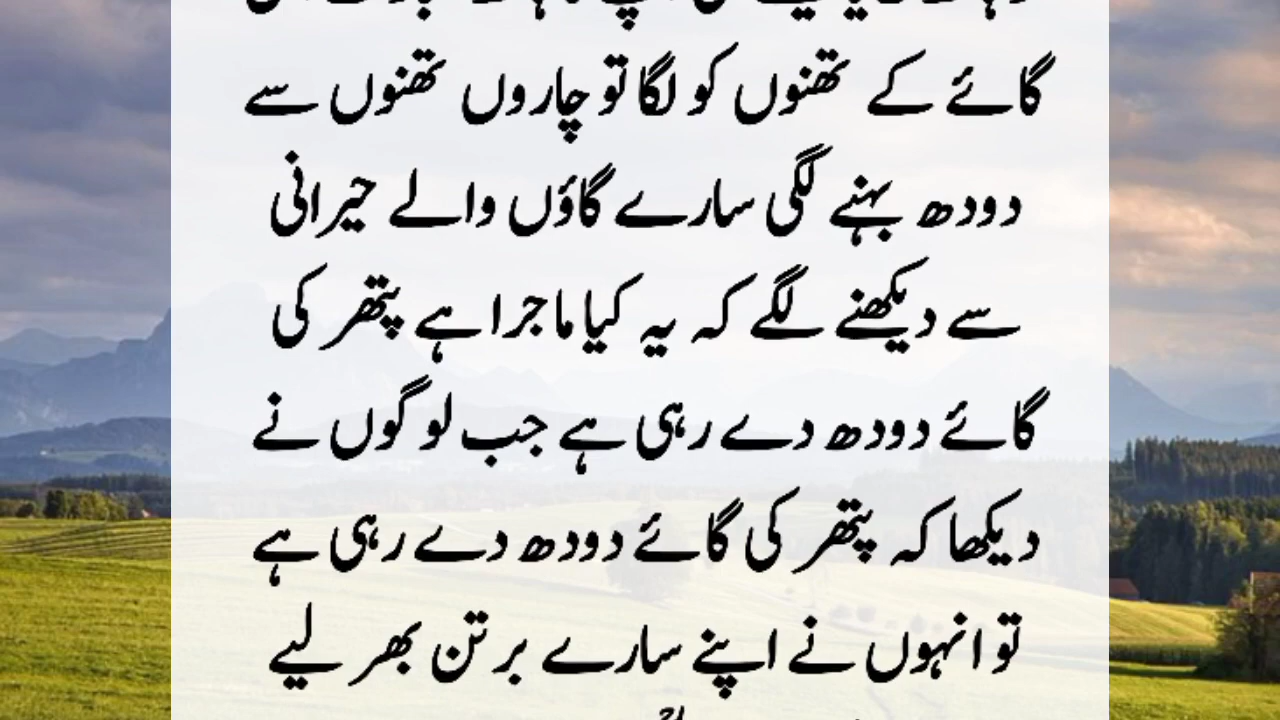 گائے کے تھنوں کو لگا تو چاروں تھنوں سے
دودھ بہنے لگی سارے گاؤں والے حیرانی
سے دیکھنے لگے کہ یہ کیا ماجرا ہے پتھر کی
گائے دودھ دے رہی ہے جب لوگوں نے
دیکھا کہ پتھر کی گائے دودھ دے رہی ہے
تو انہوں نے اپنے سارے برتن بھر لیے